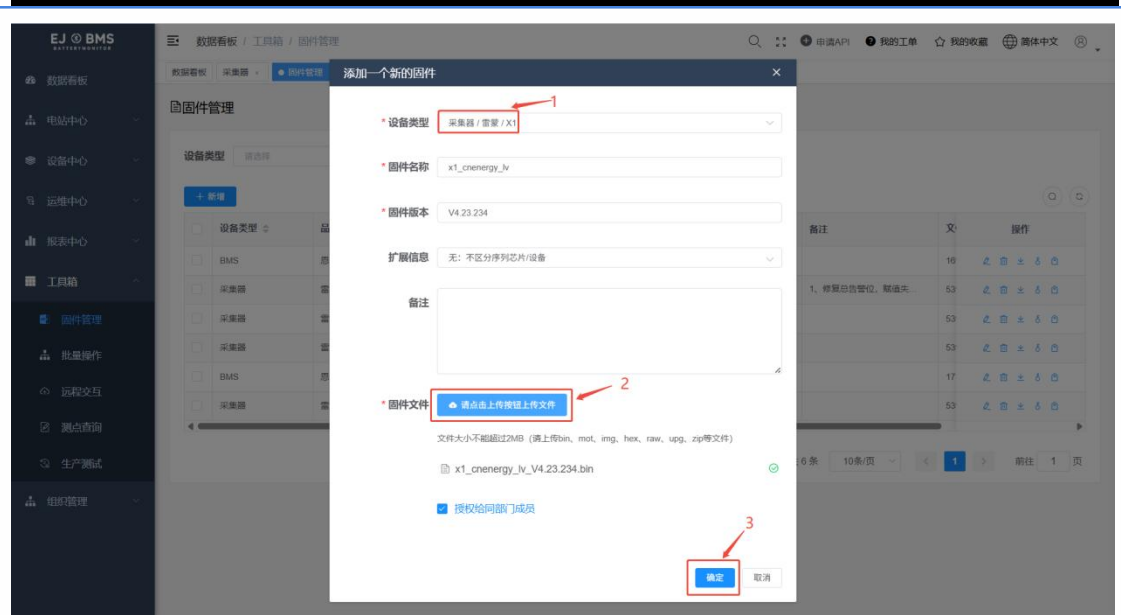 EJ BMS
BATTERYMONITOR
数据看板 / 工具箱 / 固件管理
申请API 我的工单 我的收藏 简体中文
数据看板 采集器 固件管理
数据看板
电站中心
设备中心
运维中心
报表中心
工具箱
固件管理
批量操作
远程交互
测点查询
生产测试
组织管理
固件管理
设备类型 请选择
+ 新增
设备类型 品 备注 文 操作
BMS 16
采集器 雷 1、修复总告警位，赋值失... 53
采集器 雷 53
采集器 雷 53
BMS 17
采集器 雷 53
6 条 10条/页 1 前往 1 页
添加一个新的固件
1
* 设备类型 采集器 / 雷蒙 / X1
* 固件名称 x1_cnenergy_lv
* 固件版本 V4.23.234
扩展信息 无：不区分序列芯片/设备
备注
2
* 固件文件 请点击上传按钮上传文件
文件大小不能超过2MB（请上传bin、mot、img、hex、raw、upg、zip等文件）
x1_cnenergy_lv_V4.23.234.bin
授权给同部门成员
3
确定 取消